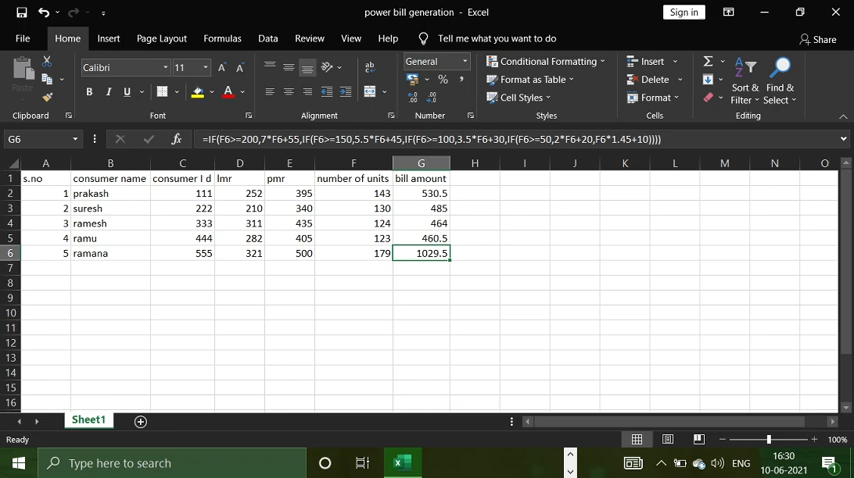 power bill generation - Excel
Sign in
File Home Insert Page Layout Formulas Data Review View Help Tell me what you want to do Share
Paste Calibri 11 A A ab General Conditional Formatting Insert Σ
B I U A % , Format as Table Delete Sort & Find &
Cell Styles Format Filter Select
Clipboard Font Alignment Number Styles Cells Editing
G6 fx =IF(F6>=200,7*F6+55,IF(F6>=150,5.5*F6+45,IF(F6>=100,3.5*F6+30,IF(F6>=50,2*F6+20,F6*1.45+10))))
A B C D E F G H I J K L M N O
1 s.no consumer name consumer I d lmr pmr number of units bill amount
2 1 prakash 111 252 395 143 530.5
3 2 suresh 222 210 340 130 485
4 3 ramesh 333 311 435 124 464
5 4 ramu 444 282 405 123 460.5
6 5 ramana 555 321 500 179 1029.5
7
8
9
10
11
12
13
14
15
16
Sheet1
Ready 100%
Type here to search ENG 16:30
10-06-2021 1